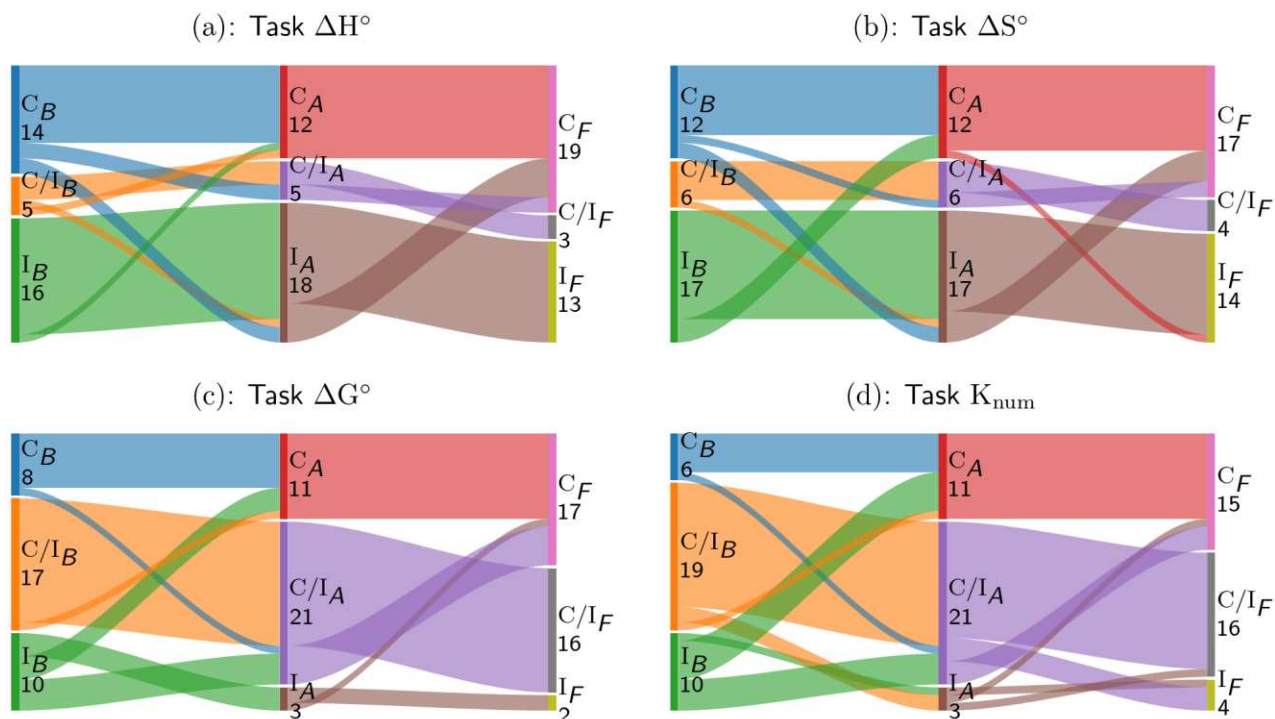 (a): Task ΔH°
(b): Task ΔS°
C_B
14
C/I_B
5
I_B
16
C_A
12
C/I_A
5
I_A
18
C_F
19
C/I_F
3
I_F
13
C_B
12
C/I_B
6
I_B
17
C_A
12
C/I_A
6
I_A
17
C_F
17
C/I_F
4
I_F
14
(c): Task ΔG°
(d): Task K_num
C_B
8
C/I_B
17
I_B
10
C_A
11
C/I_A
21
I_A
3
C_F
17
C/I_F
16
I_F
2
C_B
6
C/I_B
19
I_B
10
C_A
11
C/I_A
21
I_A
3
C_F
15
C/I_F
16
I_F
4